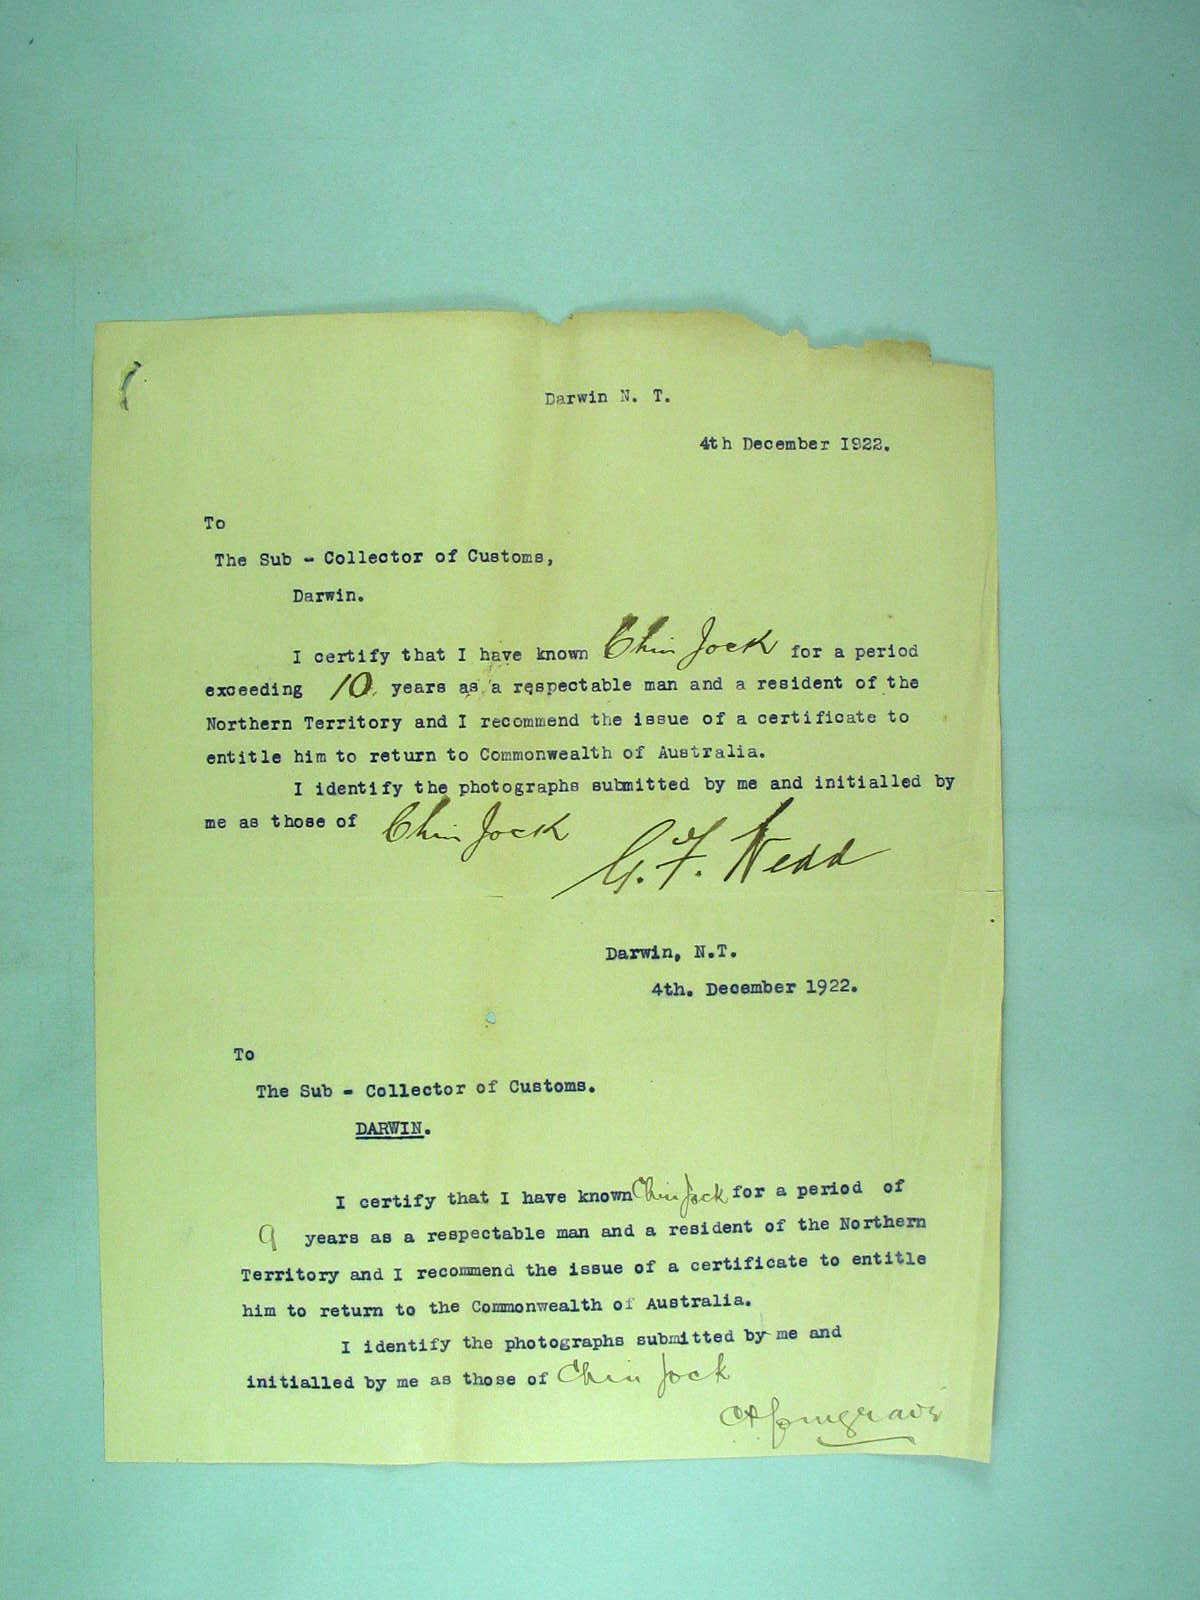 Darwin N. T.
4th December 1922.
To
The Sub - Collector of Customs,
Darwin.
I certify that I have known Chin Jock for a period
exceeding 10 years as a respectable man and a resident of the
Northern Territory and I recommend the issue of a certificate to
entitle him to return to Commonwealth of Australia.
I identify the photographs submitted by me and initialled by
me as those of Chin Jock
G. F. Nedd
Darwin, N.T.
4th. December 1922.
To
The Sub - Collector of Customs.
DARWIN.
I certify that I have known Chin Jock for a period of
9 years as a respectable man and a resident of the Northern
Territory and I recommend the issue of a certificate to entitle
him to return to the Commonwealth of Australia.
I identify the photographs submitted by me and
initialled by me as those of Chin Jock